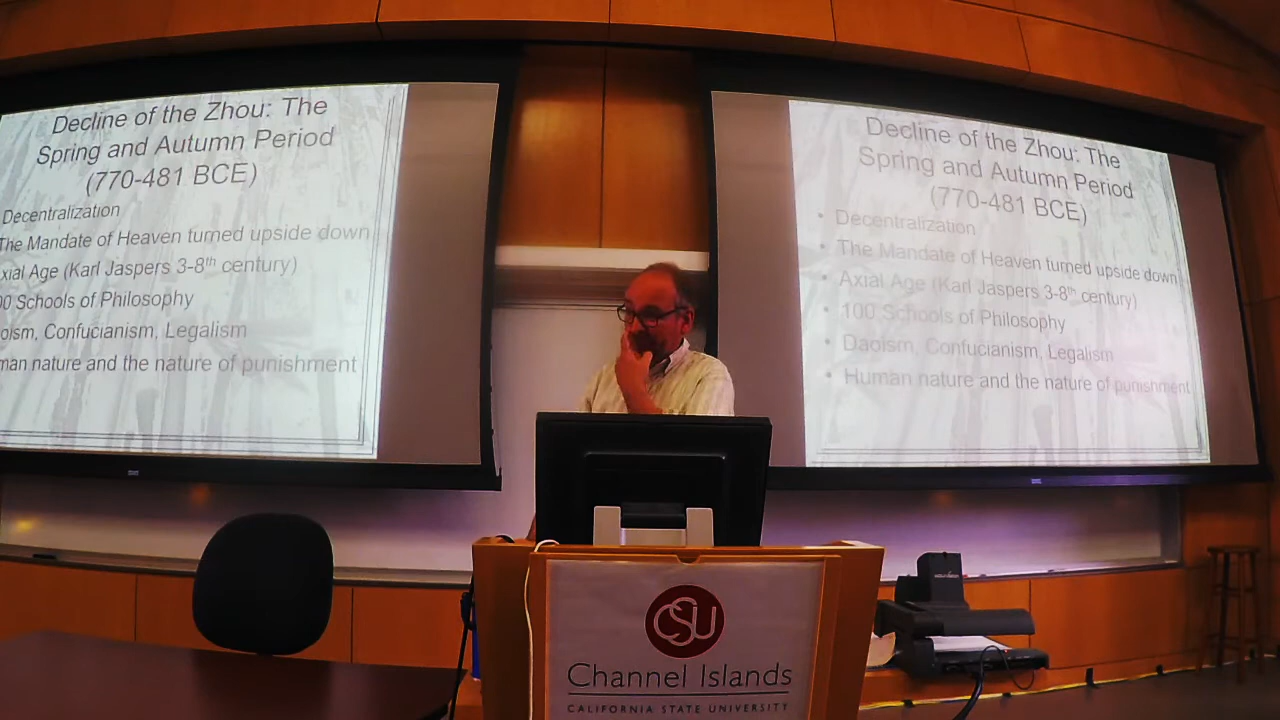 Decline of the Zhou: The
Spring and Autumn Period
(770-481 BCE)
Decentralization
The Mandate of Heaven turned upside down
xial Age (Karl Jaspers 3-8th century)
00 Schools of Philosophy
oism, Confucianism, Legalism
man nature and the nature of punishment
Decline of the Zhou: The
Spring and Autumn Period
(770-481 BCE)
• Decentralization
• The Mandate of Heaven turned upside down
• Axial Age (Karl Jaspers 3-8th century)
• 100 Schools of Philosophy
• Daoism, Confucianism, Legalism
• Human nature and the nature of punishment
CSU
Channel Islands
CALIFORNIA STATE UNIVERSITY